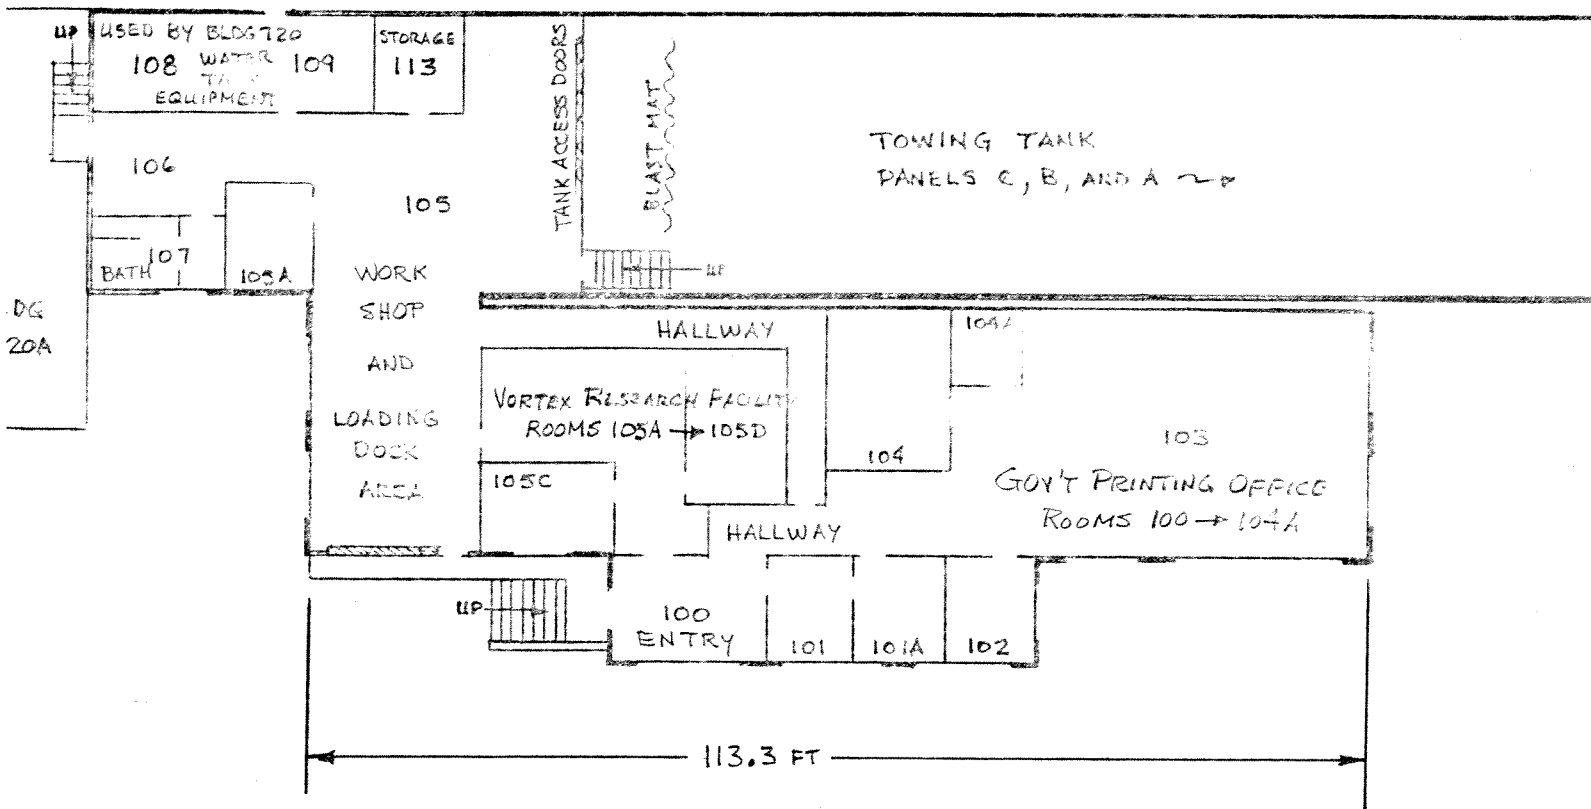 UP
USED BY BLDG 720
108 WATER 109
TANK
EQUIPMENT
STORAGE
113
TANK ACCESS DOORS
BLAST MAT
TOWING TANK
PANELS C, B, AND A
106
105
107
BATH
105A
UP
DG
20A
WORK
SHOP
AND
LOADING
DOCK
AREA
HALLWAY
104A
VORTEX RESEARCH FACILITY
ROOMS 105A → 105D
105C
104
103
GOV'T PRINTING OFFICE
ROOMS 100 → 104A
HALLWAY
UP
100
ENTRY
101
101A
102
113.3 FT